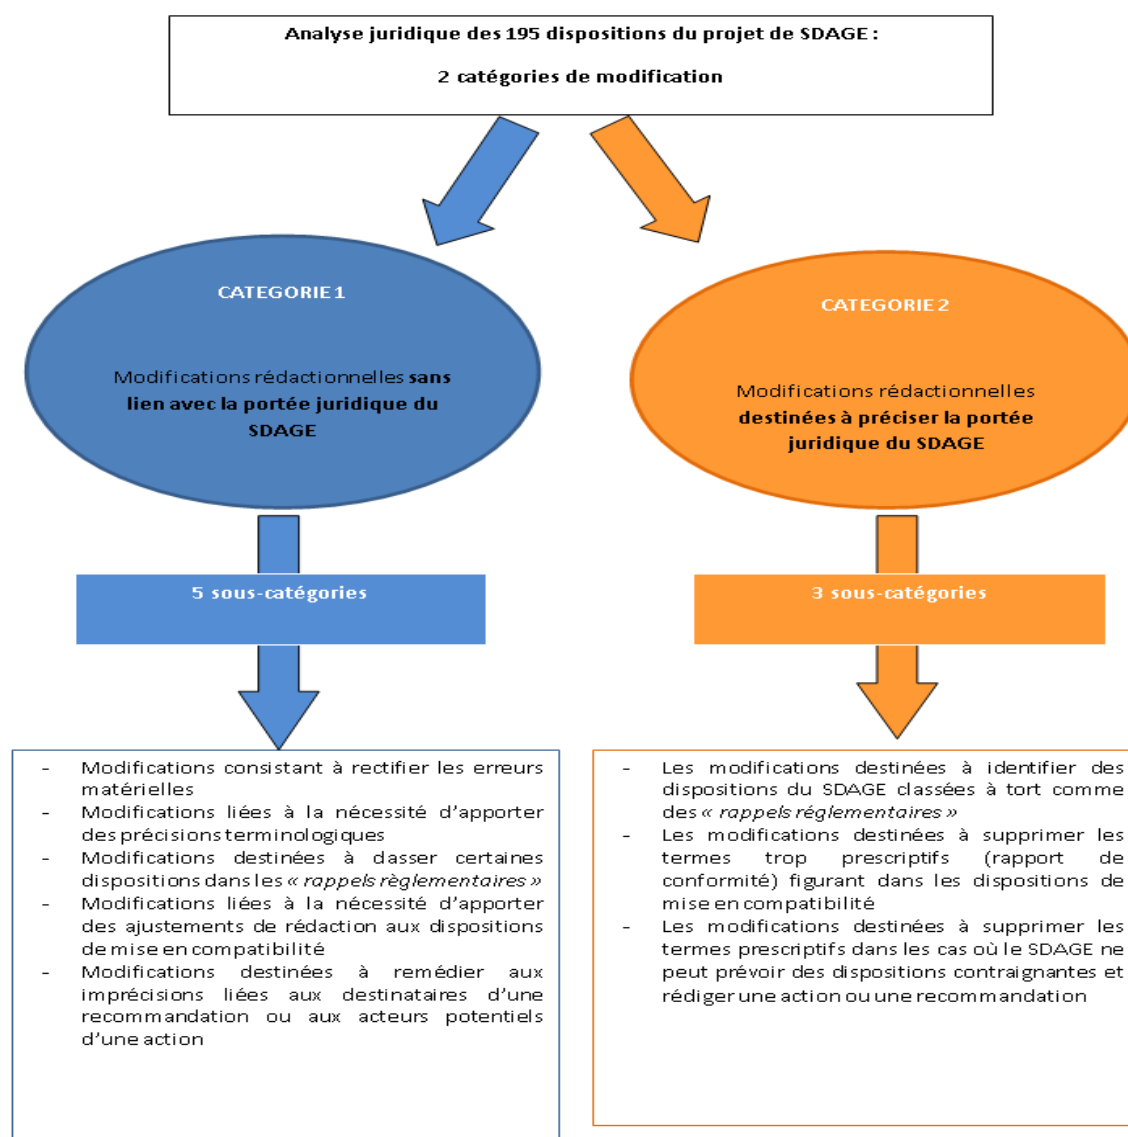 Analyse juridique des 195 dispositions du projet de SDAGE :
2 catégories de modification
CATEGORIE 1
Modifications rédactionnelles sans
lien avec la portée juridique du
SDAGE
CATEGORIE 2
Modifications rédactionnelles
destinées à préciser la portée
juridique du SDAGE
5 sous-catégories
3 sous-catégories
- Modifications consistant à rectifier les erreurs
matérielles
- Modifications liées à la nécessité d'apporter
des précisions terminologiques
- Modifications destinées à classer certaines
dispositions dans les « rappels règlementaires »
- Modifications liées à la nécessité d'apporter
des ajustements de rédaction aux dispositions
de mise en compatibilité
- Modifications destinées à remédier aux
imprécisions liées aux destinataires d'une
recommandation ou aux acteurs potentiels
d'une action
- Les modifications destinées à identifier des
dispositions du SDAGE classées à tort comme
des « rappels réglementaires »
- Les modifications destinées à supprimer les
termes trop prescriptifs (rapport de
conformité) figurant dans les dispositions de
mise en compatibilité
- Les modifications destinées à supprimer les
termes prescriptifs dans les cas où le SDAGE ne
peut prévoir des dispositions contraignantes et
rédiger une action ou une recommandation